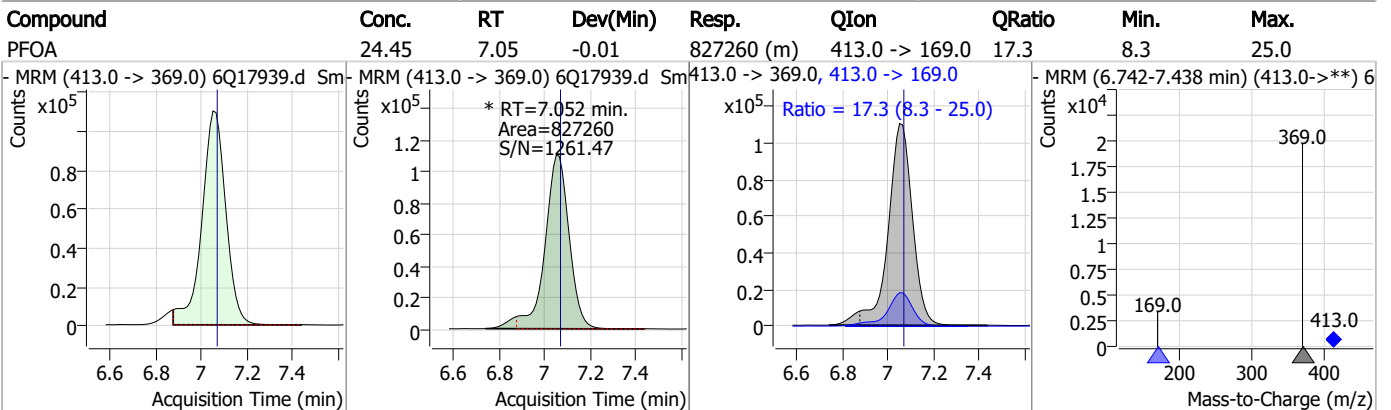 Compound Conc. RT Dev(Min) Resp. QIon QRatio Min. Max.
PFOA 24.45 7.05 -0.01 827260 (m) 413.0 -> 169.0 17.3 8.3 25.0
- MRM (413.0 -> 369.0) 6Q17939.d Sm
Counts
x10^5
0.8
0.6
0.4
0.2
0
6.6 6.8 7 7.2 7.4
Acquisition Time (min)
- MRM (413.0 -> 369.0) 6Q17939.d Sm
Counts
x10^5
* RT=7.052 min.
Area=827260
S/N=1261.47
1.2
1
0.8
0.6
0.4
0.2
0
6.6 6.8 7 7.2 7.4
Acquisition Time (min)
413.0 -> 369.0, 413.0 -> 169.0
x10^5
Ratio = 17.3 (8.3 - 25.0)
1
0.8
0.6
0.4
0.2
0
6.6 6.8 7 7.2 7.4
Acquisition Time (min)
- MRM (6.742-7.438 min) (413.0->**) 6
Counts
x10^4
369.0
2
1.75
1.5
1.25
1
0.75
0.5
0.25
0
169.0
413.0
200 300 400
Mass-to-Charge (m/z)